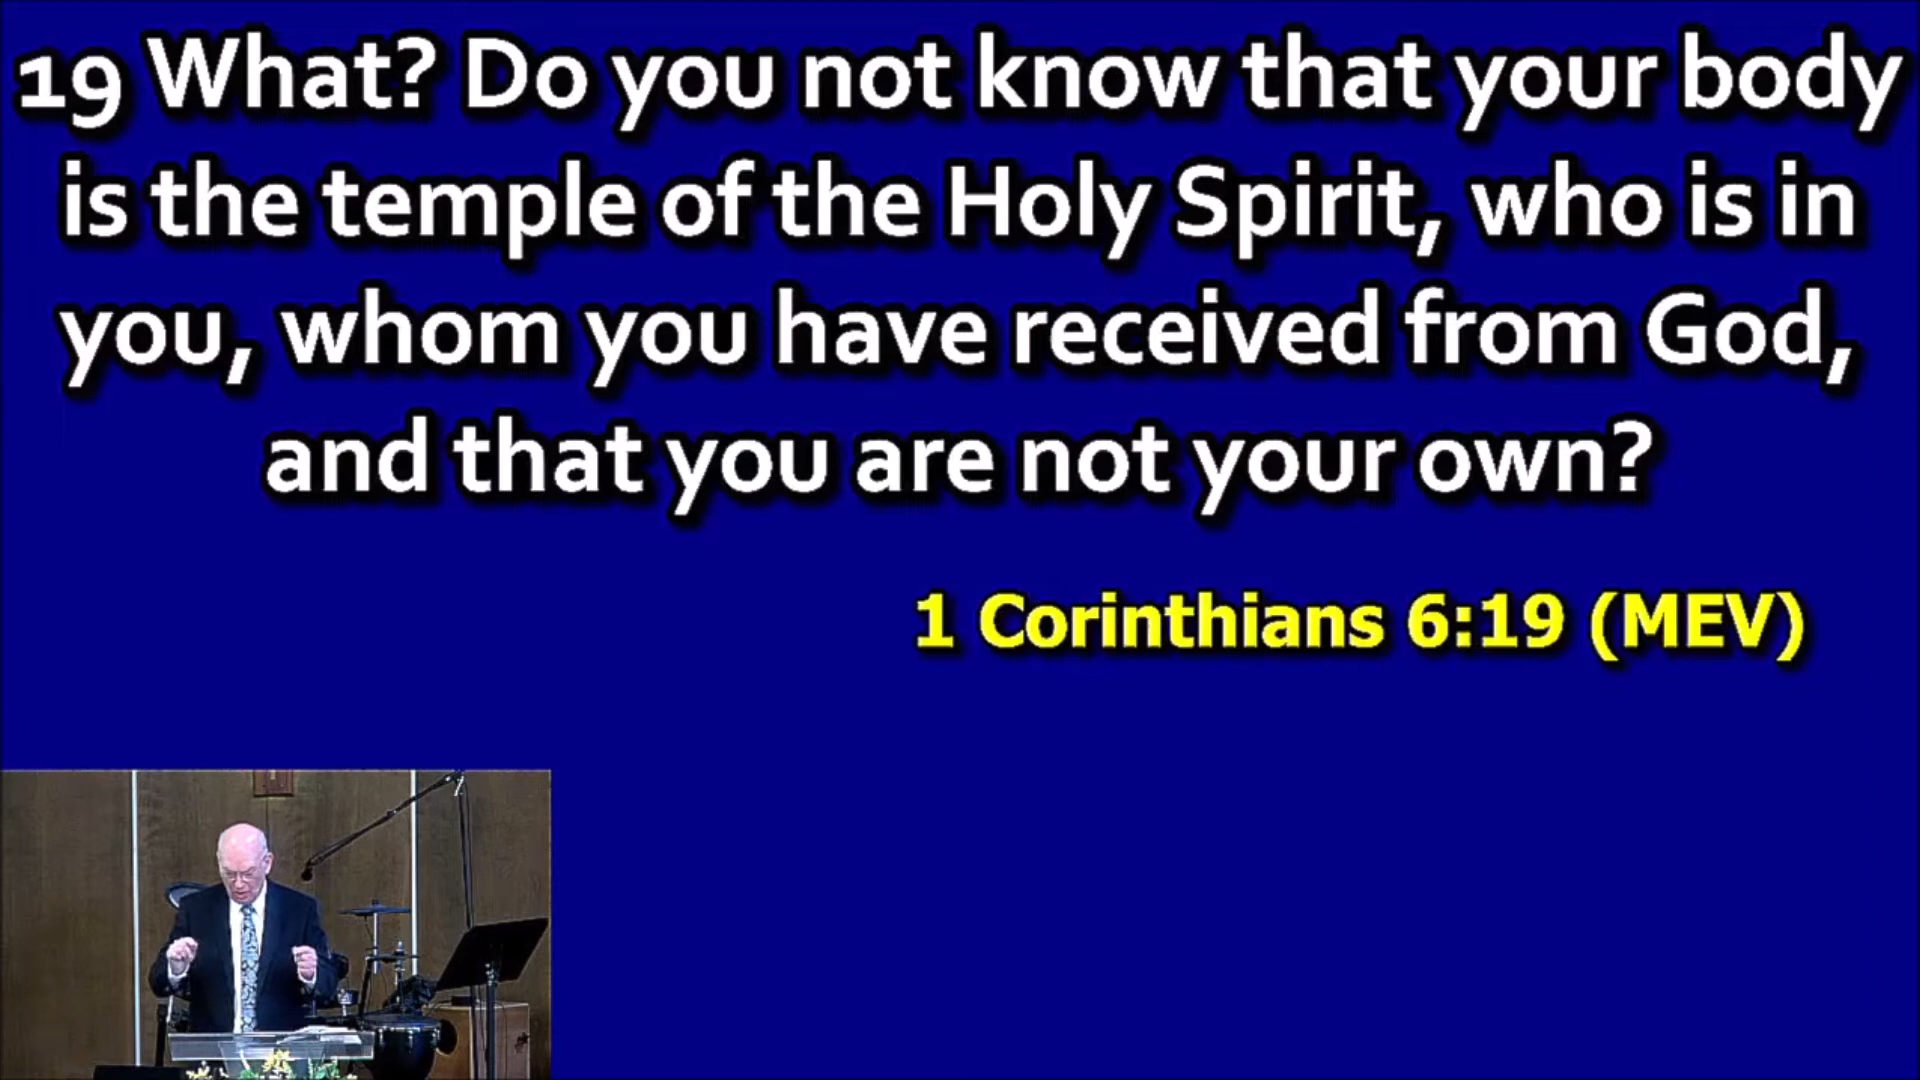 19 What? Do you not know that your body
is the temple of the Holy Spirit, who is in
you, whom you have received from God,
and that you are not your own?
1 Corinthians 6:19 (MEV)